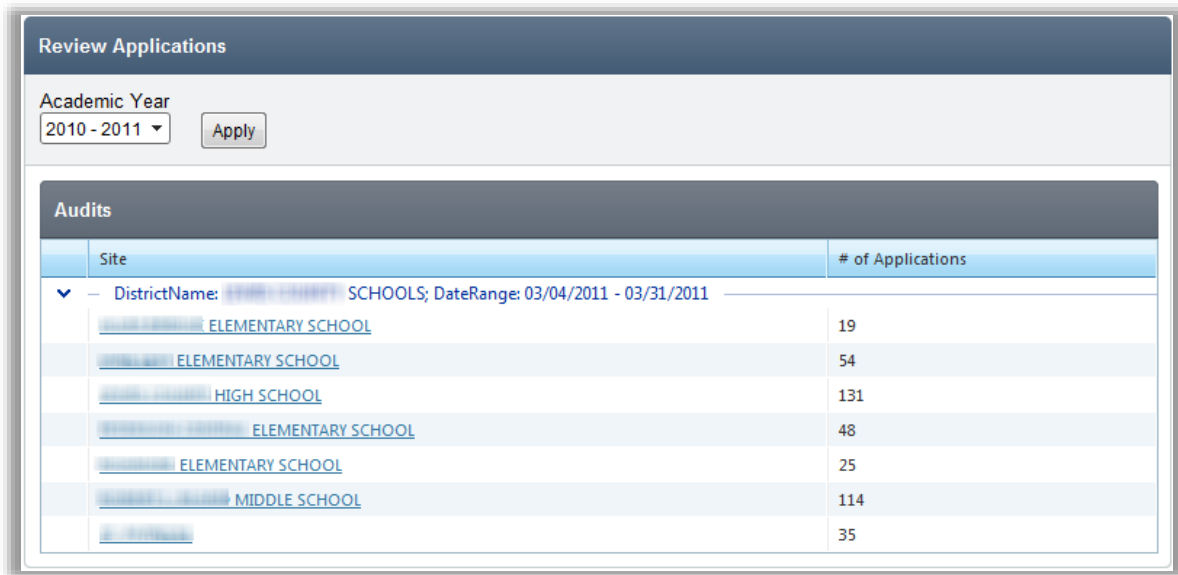 Review Applications
Academic Year
2010 - 2011
Apply
Audits
Site # of Applications
DistrictName: SCHOOLS; DateRange: 03/04/2011 - 03/31/2011
ELEMENTARY SCHOOL 19
ELEMENTARY SCHOOL 54
HIGH SCHOOL 131
ELEMENTARY SCHOOL 48
ELEMENTARY SCHOOL 25
MIDDLE SCHOOL 114
35